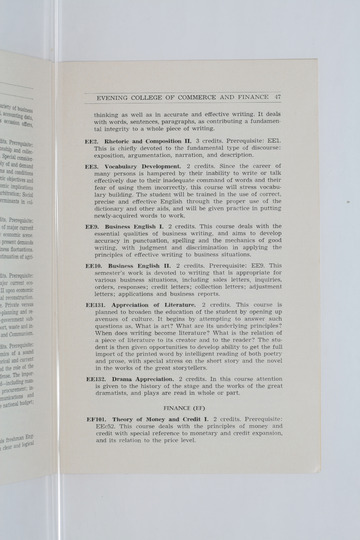 EVENING COLLEGE OF COMMERCE AND FINANCE 47
thinking as well as in accurate and effective writing. It deals
with words, sentences, paragraphs, as contributing a fundamen-
tal integrity to a whole piece of writing.
EE2. Rhetoric and Composition II. 3 credits. Prerequisite: EE1.
This is chiefly devoted to the fundamental type of discourse:
exposition, argumentation, narration, and description.
EE3. Vocabulary Development. 2 credits. Since the career of
many persons is hampered by their inability to write or talk
effectively due to their inadequate command of words and their
fear of using them incorrectly, this course will stress vocabu-
lary building. The student will be trained in the use of correct,
precise and effective English through the proper use of the
dictionary and other aids, and will be given practice in putting
newly-acquired words to work.
EE9. Business English I. 2 credits. This course deals with the
essential qualities of business writing, and aims to develop
accuracy in punctuation, spelling and the mechanics of good
writing, with judgment and discrimination in applying the
principles of effective writing to business situations.
EE10. Business English II. 2 credits. Prerequisite: EE9. This
semester's work is devoted to writing that is appropriate for
various business situations, including sales letters, inquiries,
orders, responses; credit letters; collection letters; adjustment
letters; applications and business reports.
EE131. Appreciation of Literature. 2 credits. This course is
planned to broaden the education of the student by opening up
avenues of culture. It begins by attempting to answer such
questions as, What is art? What are its underlying principles?
When does writing become literature? What is the relation of
a piece of literature to its creator and to the reader? The stu-
dent is then given opportunities to develop ability to get the full
import of the printed word by intelligent reading of both poetry
and prose, with special stress on the short story and the novel
in the works of the great storytellers.
EE132. Drama Appreciation. 2 credits. In this course attention
is given to the history of the stage and the works of the great
dramatists, and plays are read in whole or part.
FINANCE (EF)
EF101. Theory of Money and Credit I. 2 credits. Prerequisite:
EEc52. This course deals with the principles of money and
credit with special reference to monetary and credit expansion,
and its relation to the price level.